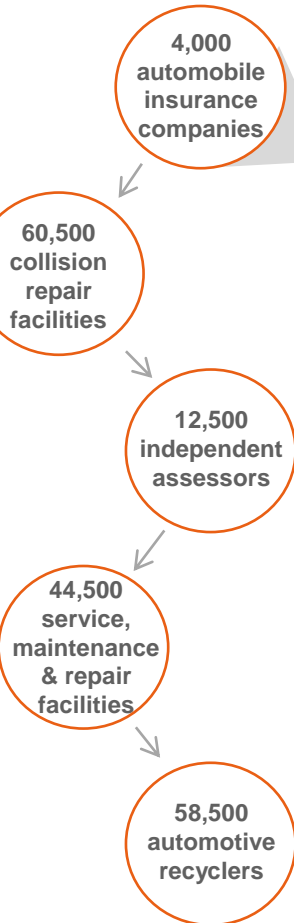 4,000
automobile
insurance
companies
60,500
collision
repair
facilities
12,500
independent
assessors
44,500
service,
maintenance
& repair
facilities
58,500
automotive
recyclers